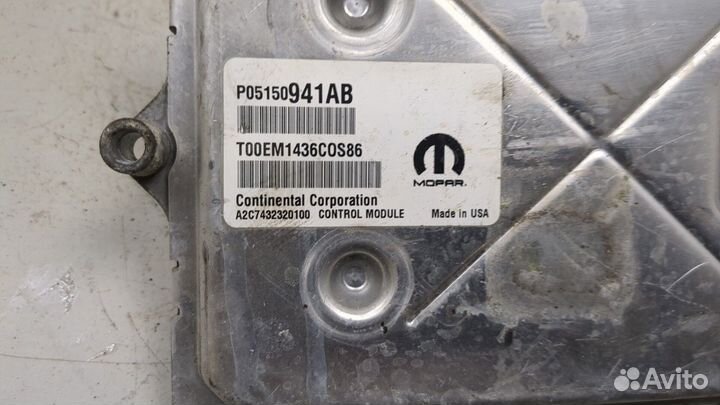 P05150941AB
T00EM1436C0S86
MOPAR.
Continental Corporation
A2C7432320100 CONTROL MODULE Made in USA
Avito